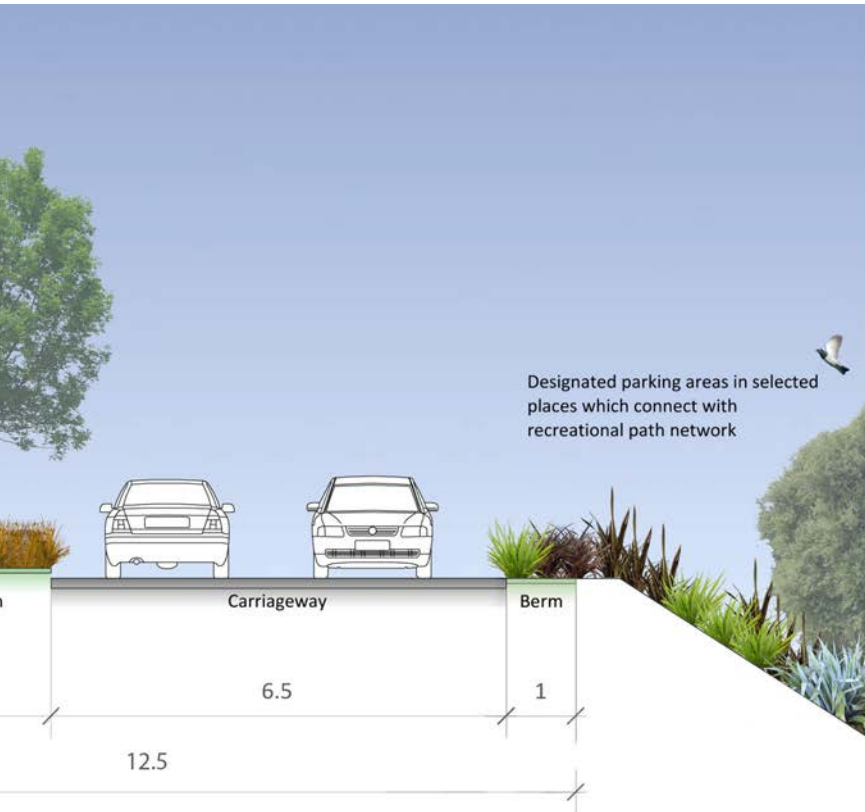 Designated parking areas in selected
places which connect with
recreational path network
Carriageway
Berm
6.5
1
12.5